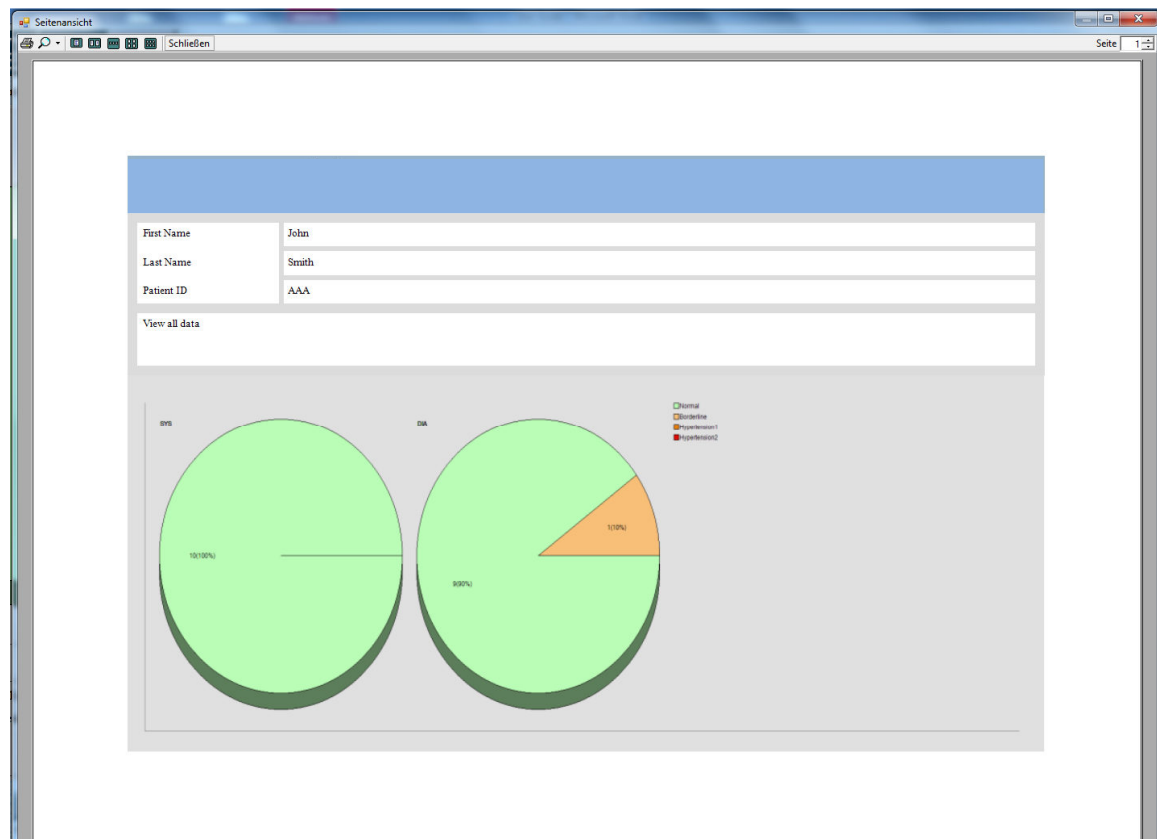 Seitenansicht
Schließen
Seite 1
First Name John
Last Name Smith
Patient ID AAA
View all data
SYS
DIA
Normal
Borderline
Hypertension1
Hypertension2
1(10%)
10(100%)
9(90%)